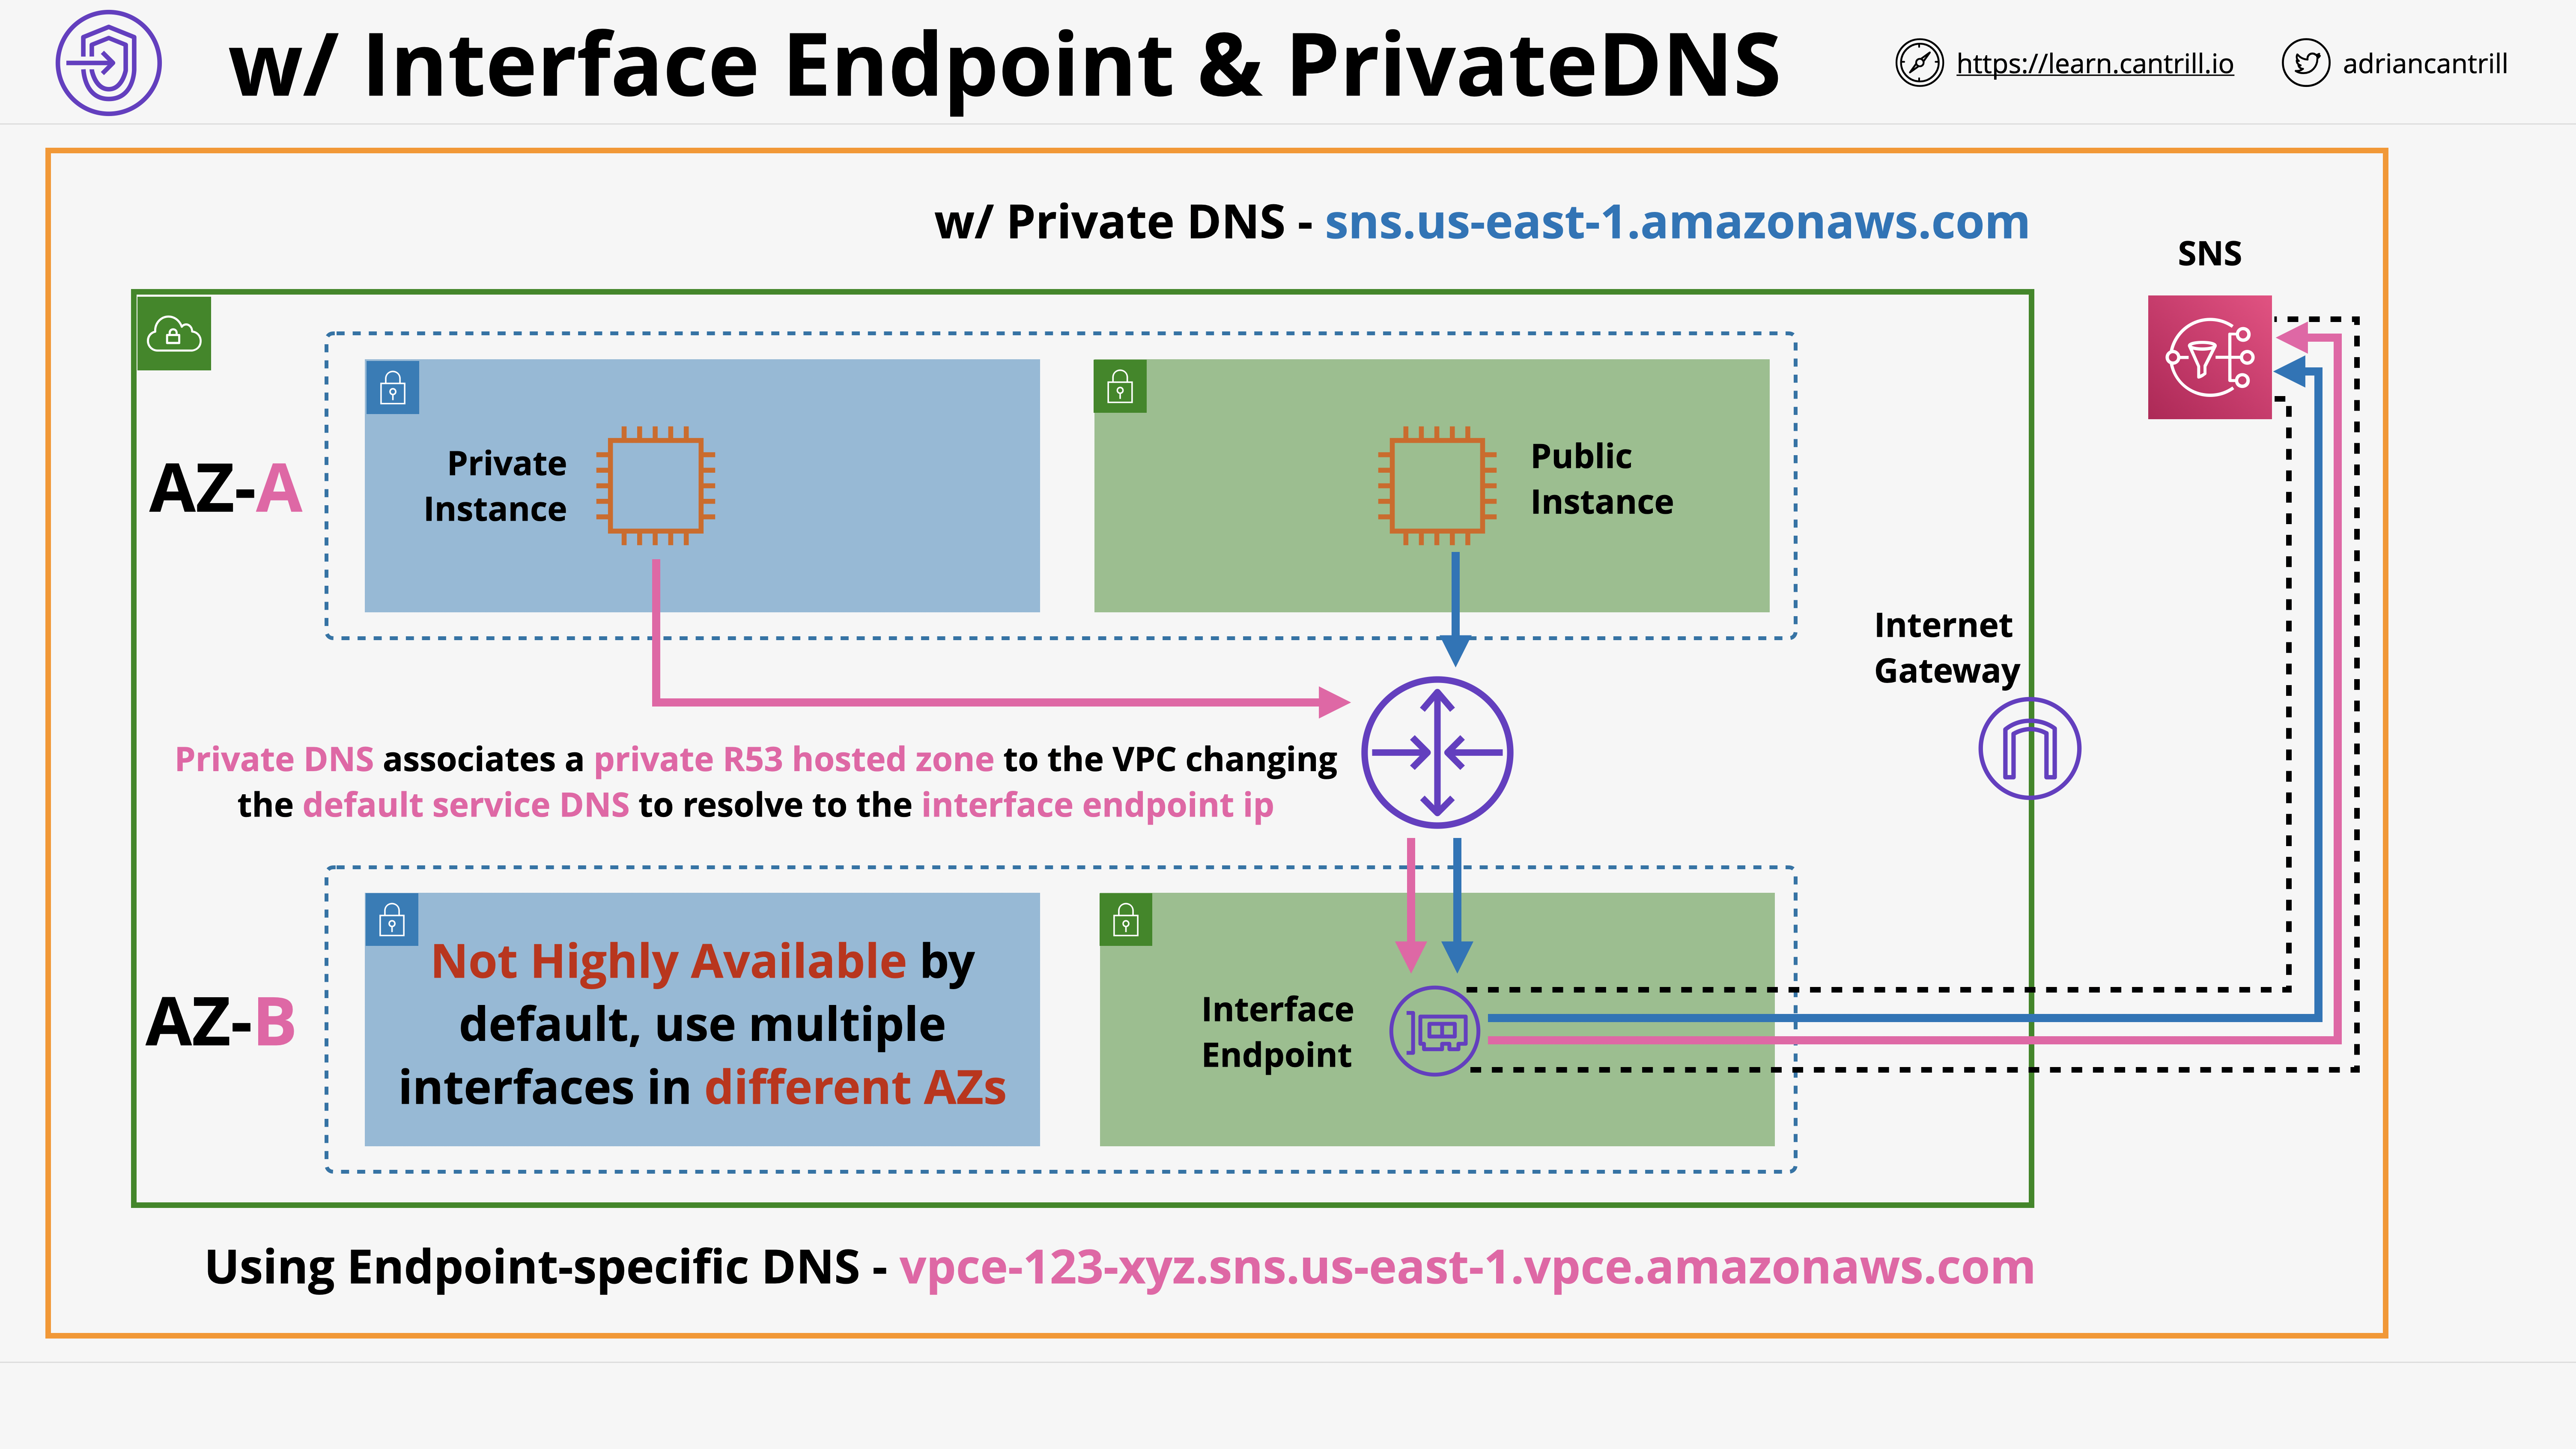 w/ Interface Endpoint & PrivateDNS
https://learn.cantrill.io
adriancantrill
w/ Private DNS - sns.us-east-1.amazonaws.com
SNS
AZ-A
Private
Instance
Public
Instance
Internet
Gateway
Private DNS associates a private R53 hosted zone to the VPC changing
the default service DNS to resolve to the interface endpoint ip
AZ-B
Not Highly Available by
default, use multiple
interfaces in different AZs
Interface
Endpoint
Using Endpoint-specific DNS - vpce-123-xyz.sns.us-east-1.vpce.amazonaws.com